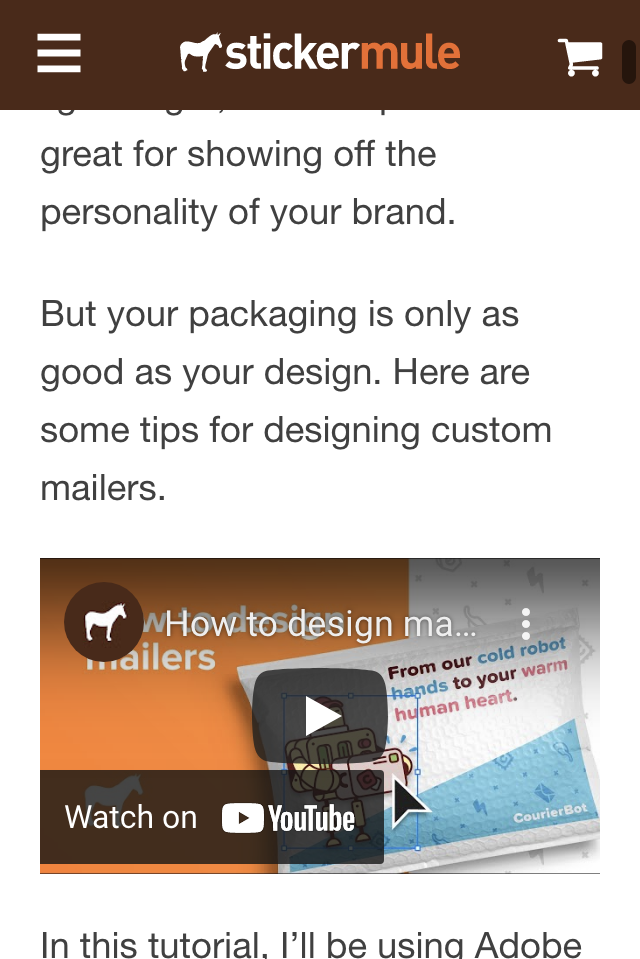 stickermule
great for showing off the
personality of your brand.
But your packaging is only as
good as your design. Here are
some tips for designing custom
mailers.
How to design ma...
mailers
From our cold robot
hands to your warm
human heart.
CourierBot
Watch on YouTube
In this tutorial, I'll be using Adobe